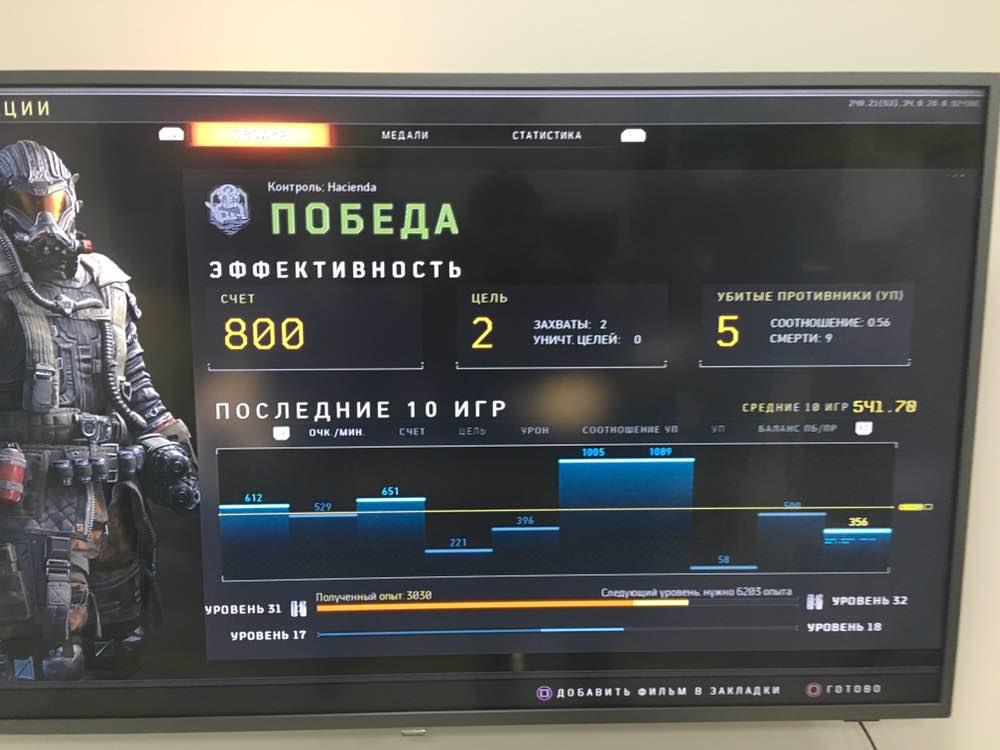 ЦИИ
МЕДАЛИ СТАТИСТИКА
Контроль: Hacienda
ПОБЕДА
ЭФФЕКТИВНОСТЬ
СЧЕТ
800
ЦЕЛЬ
2
ЗАХВАТЫ: 2
УНИЧТ. ЦЕЛЕЙ: 0
УБИТЫЕ ПРОТИВНИКИ (УП)
5
СООТНОШЕНИЕ: 0.56
СМЕРТИ: 9
ПОСЛЕДНИЕ 10 ИГР
СРЕДНИЕ 10 ИГР 541.70
ОЧК./МИН. СЧЕТ ЦЕЛЬ УРОН СООТНОШЕНИЕ УП УП БАЛАНС ПБ/ПР
612 529 651 221 396 1005 1089 58 500 356
Полученный опыт: 3030
Следующий уровень: нужно 6203 опыта
УРОВЕНЬ 31 УРОВЕНЬ 32
УРОВЕНЬ 17 УРОВЕНЬ 18
ДОБАВИТЬ ФИЛЬМ В ЗАКЛАДКИ ГОТОВО